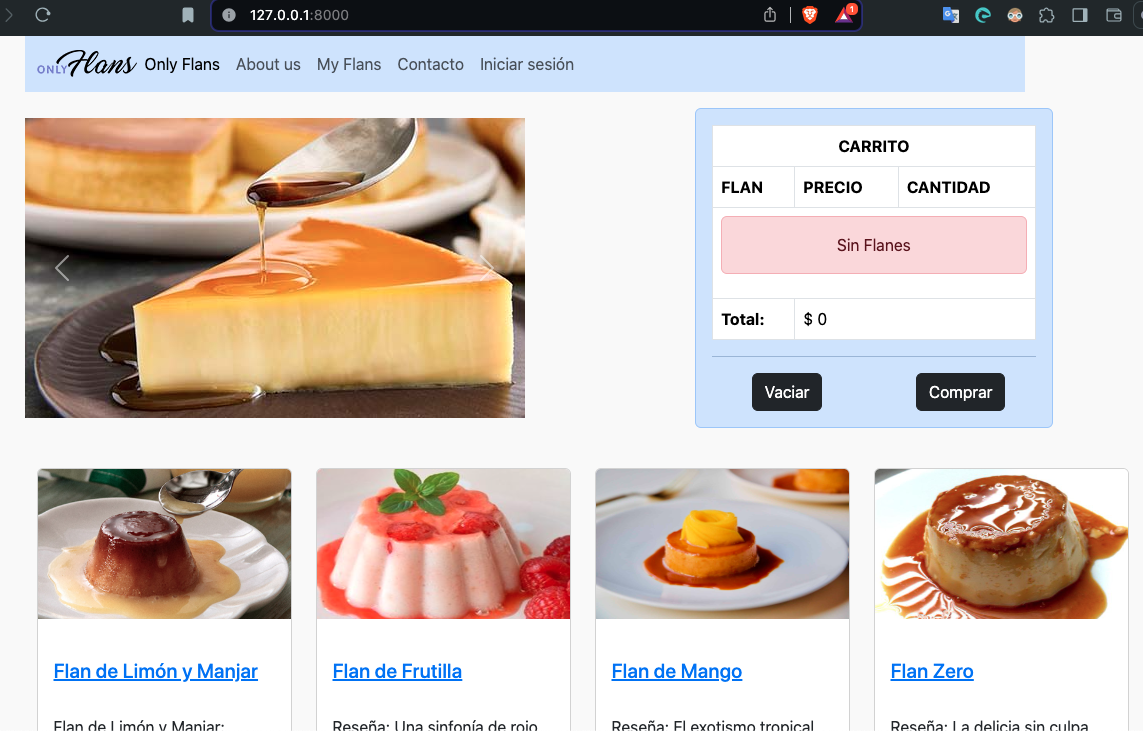 127.0.0.1:8000
1
ONLY Flans Only Flans About us My Flans Contacto Iniciar sesión
CARRITO
FLAN PRECIO CANTIDAD
Sin Flanes
Total: $ 0
Vaciar Comprar
Flan de Limón y Manjar
Flan de Frutilla
Flan de Mango
Flan Zero
Flan de Limón y Manjar:
Reseña: Una sinfonía de rojo
Reseña: El exotismo tropical
Reseña: La delicia sin culpa